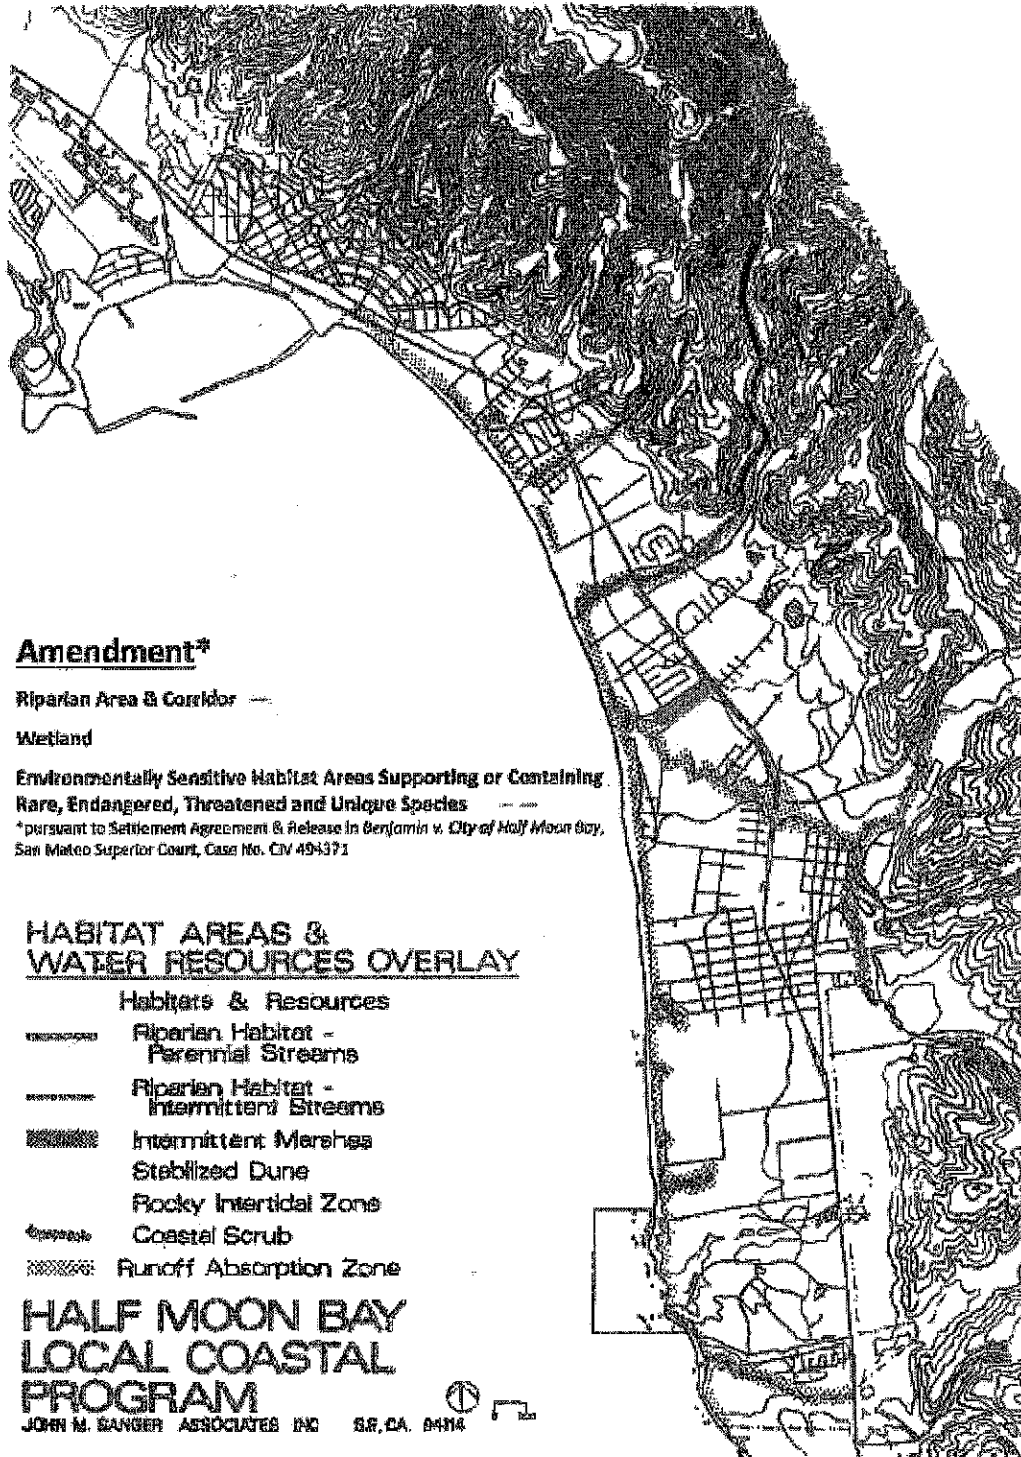 Amendment*
Riparian Area & Corridor
Wetland
Environmentally Sensitive Habitat Areas Supporting or Containing
Rare, Endangered, Threatened and Unique Species
*pursuant to Settlement Agreement & Release in Benjamin v. City of Half Moon Bay,
San Mateo Superior Court, Case No. CIV 494371
HABITAT AREAS &
WATER RESOURCES OVERLAY
Habitats & Resources
Riparian Habitat -
Perennial Streams
Riparian Habitat -
Intermittent Streams
Intermittent Marshes
Stabilized Dune
Rocky Intertidal Zone
Coastal Scrub
Runoff Absorption Zone
HALF MOON BAY
LOCAL COASTAL
PROGRAM
JOHN M. SANGER ASSOCIATES INC S.F., CA. 94114